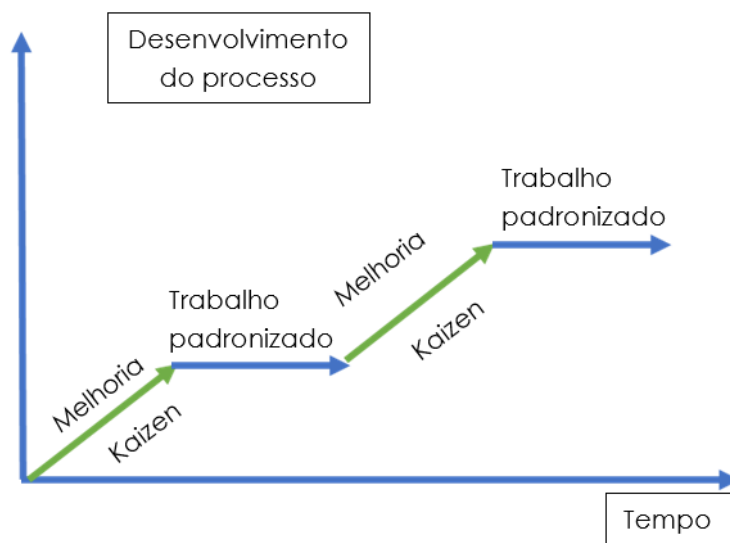 Desenvolvimento
do processo
Trabalho
padronizado
Melhoria
Kaizen
Trabalho
padronizado
Melhoria
Kaizen
Tempo